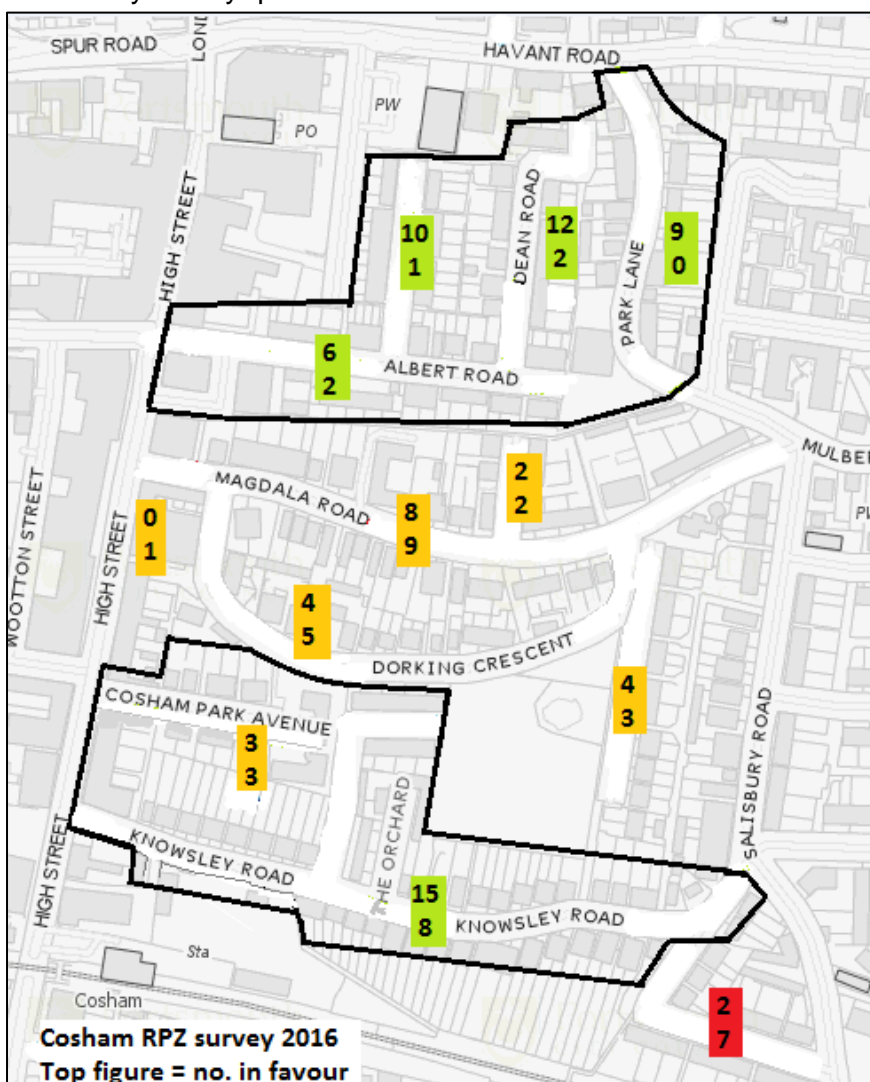 SPUR ROAD
LOND
HAVANT ROAD
PW
PO
HIGH STREET
DEAN ROAD
10
1
12
2
9
0
PARK LANE
6
2
ALBERT ROAD
MULBE
MAGDALA ROAD
2
2
8
9
0
1
WOOTTON STREET
HIGH STREET
4
5
DORKING CRESCENT
4
3
SALISBURY ROAD
COSHAM PARK AVENUE
3
3
THE ORCHARD
KNOWSLEY ROAD
HIGH STREET
15
8
KNOWSLEY ROAD
Sta
Cosham
2
7
Cosham RPZ survey 2016
Top figure = no. in favour